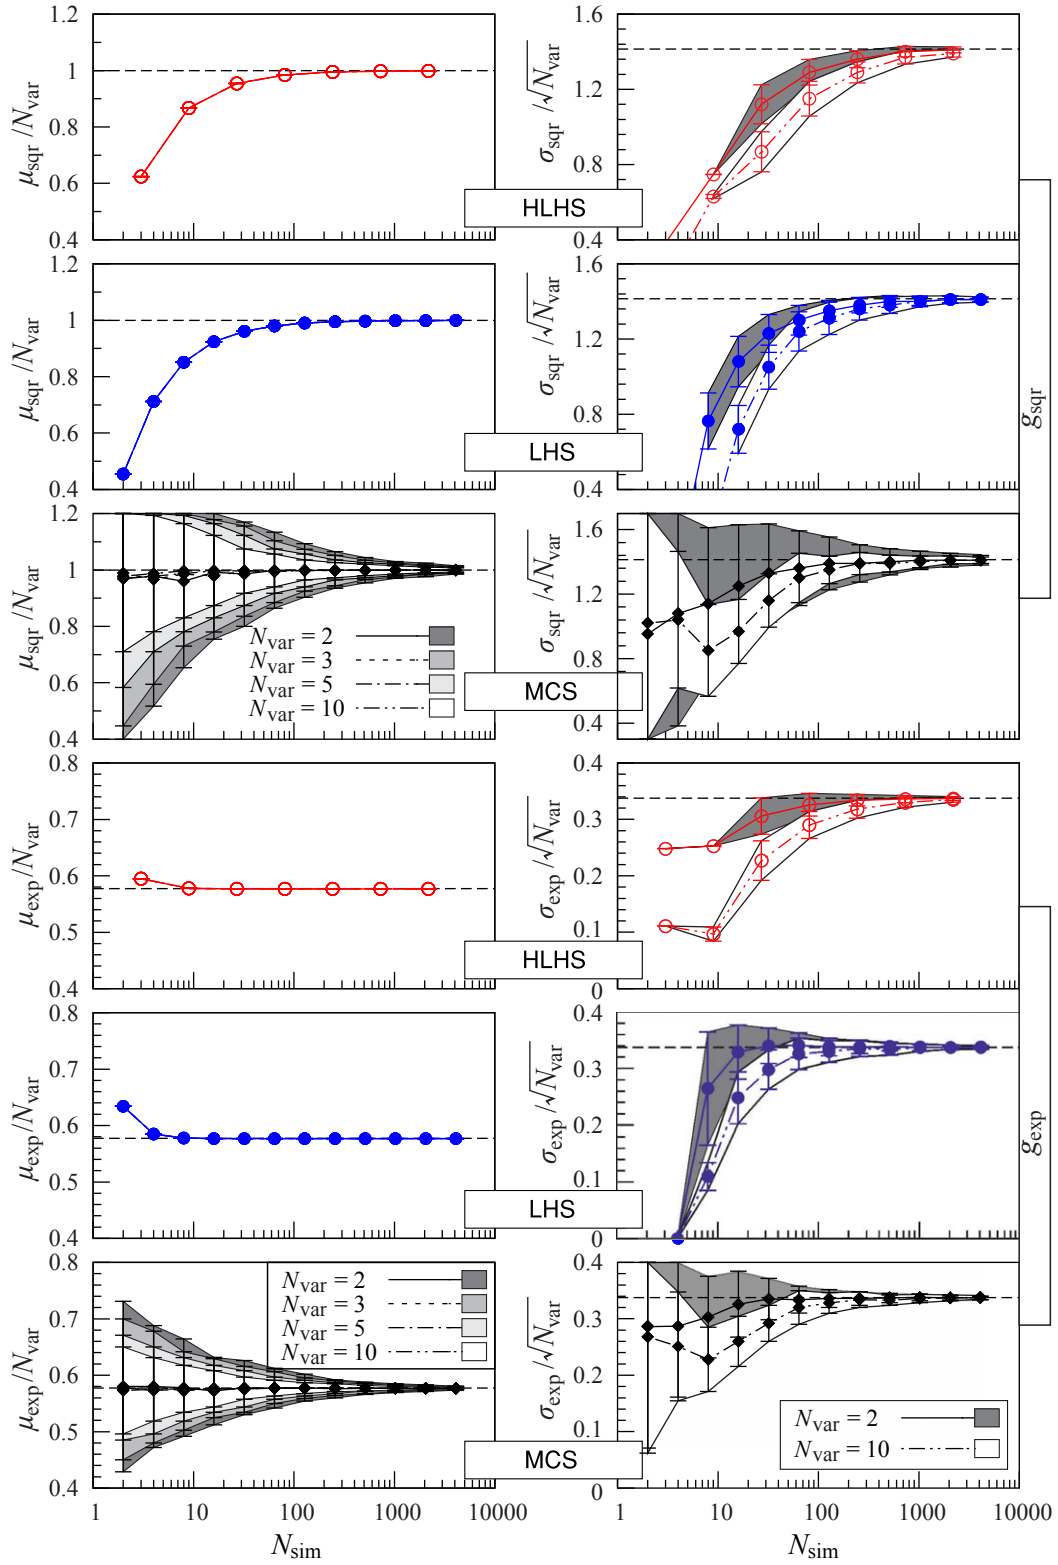 1.2
1
0.8
0.6
0.4
μsqr/Nvar
1.6
1.2
0.8
0.4
σsqr/√Nvar
HLHS
1.2
1
0.8
0.6
0.4
μsqr/Nvar
1.6
1.2
0.8
0.4
σsqr/√Nvar
LHS
gsqr
1.2
1
0.8
0.6
0.4
μsqr/Nvar
Nvar = 2
Nvar = 3
Nvar = 5
Nvar = 10
1.6
1.2
0.8
0.4
σsqr/√Nvar
MCS
0.8
0.7
0.6
0.5
0.4
μexp/Nvar
0.4
0.3
0.2
0.1
0
σexp/√Nvar
HLHS
0.8
0.7
0.6
0.5
0.4
μexp/Nvar
0.4
0.3
0.2
0.1
0
σexp/√Nvar
LHS
gexp
0.8
0.7
0.6
0.5
0.4
μexp/Nvar
Nvar = 2
Nvar = 3
Nvar = 5
Nvar = 10
0.4
0.3
0.2
0.1
0
σexp/√Nvar
Nvar = 2
Nvar = 10
MCS
1 10 100 1000 10000
Nsim
1 10 100 1000 10000
Nsim